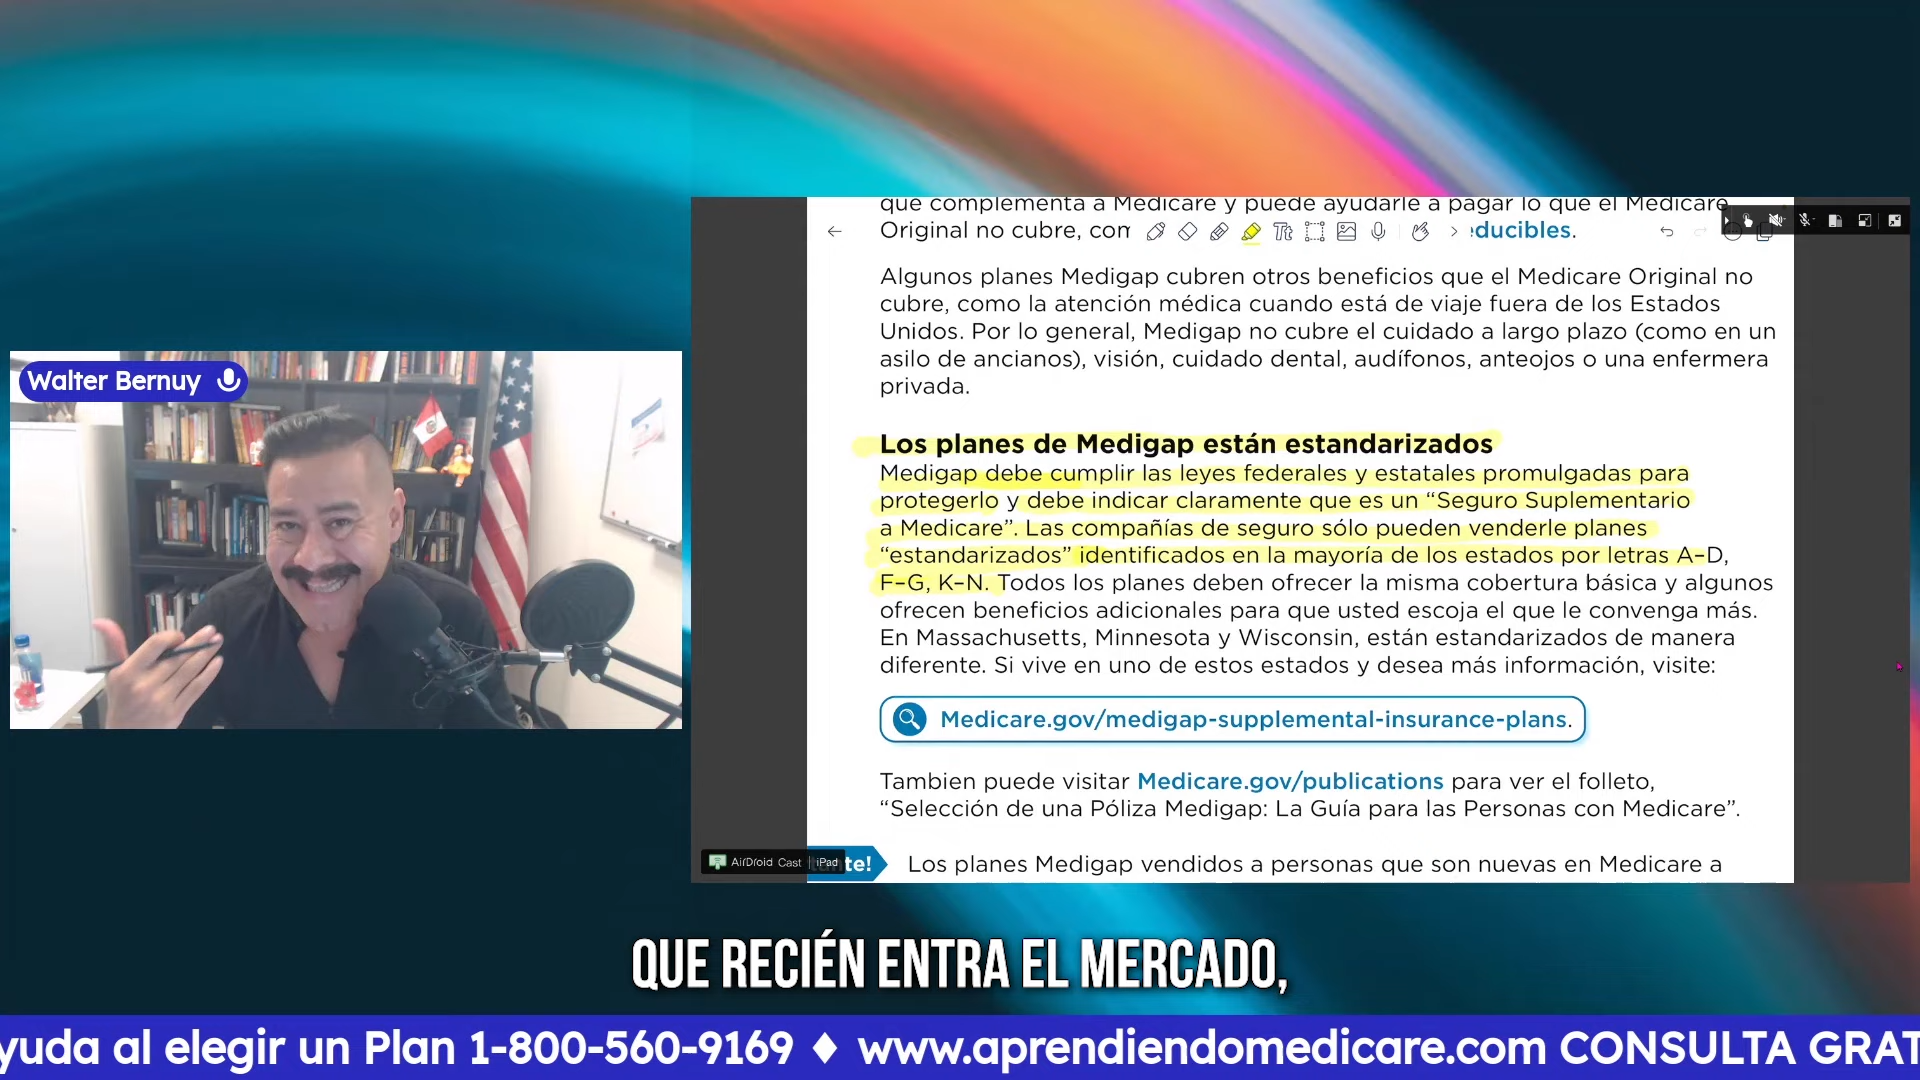 Walter Bernuy
que complementa a Medicare y puede ayudarle a pagar lo que el Medicare
Original no cubre, com
educibles.
Algunos planes Medigap cubren otros beneficios que el Medicare Original no
cubre, como la atención médica cuando está de viaje fuera de los Estados
Unidos. Por lo general, Medigap no cubre el cuidado a largo plazo (como en un
asilo de ancianos), visión, cuidado dental, audífonos, anteojos o una enfermera
privada.
Los planes de Medigap están estandarizados
Medigap debe cumplir las leyes federales y estatales promulgadas para
protegerlo y debe indicar claramente que es un “Seguro Suplementario
a Medicare”. Las compañías de seguro sólo pueden venderle planes
“estandarizados” identificados en la mayoría de los estados por letras A–D,
F–G, K–N. Todos los planes deben ofrecer la misma cobertura básica y algunos
ofrecen beneficios adicionales para que usted escoja el que le convenga más.
En Massachusetts, Minnesota y Wisconsin, están estandarizados de manera
diferente. Si vive en uno de estos estados y desea más información, visite:
Medicare.gov/medigap-supplemental-insurance-plans.
Tambien puede visitar Medicare.gov/publications para ver el folleto,
“Selección de una Póliza Medigap: La Guía para las Personas con Medicare”.
AirDroid Cast iPad
nte! Los planes Medigap vendidos a personas que son nuevas en Medicare a
QUE RECIÉN ENTRA EL MERCADO,
yuda al elegir un Plan 1-800-560-9169 ♦ www.aprendiendomedicare.com CONSULTA GRAT